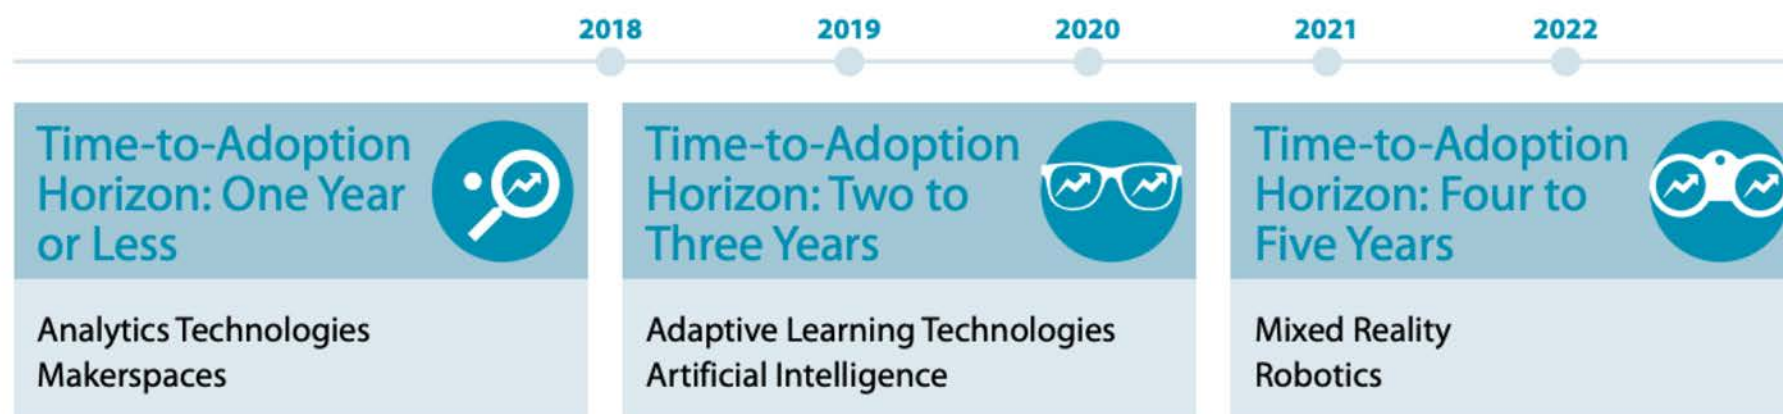 2018 2019 2020 2021 2022
Time-to-Adoption
Horizon: One Year
or Less
Analytics Technologies
Makerspaces
Time-to-Adoption
Horizon: Two to
Three Years
Adaptive Learning Technologies
Artificial Intelligence
Time-to-Adoption
Horizon: Four to
Five Years
Mixed Reality
Robotics